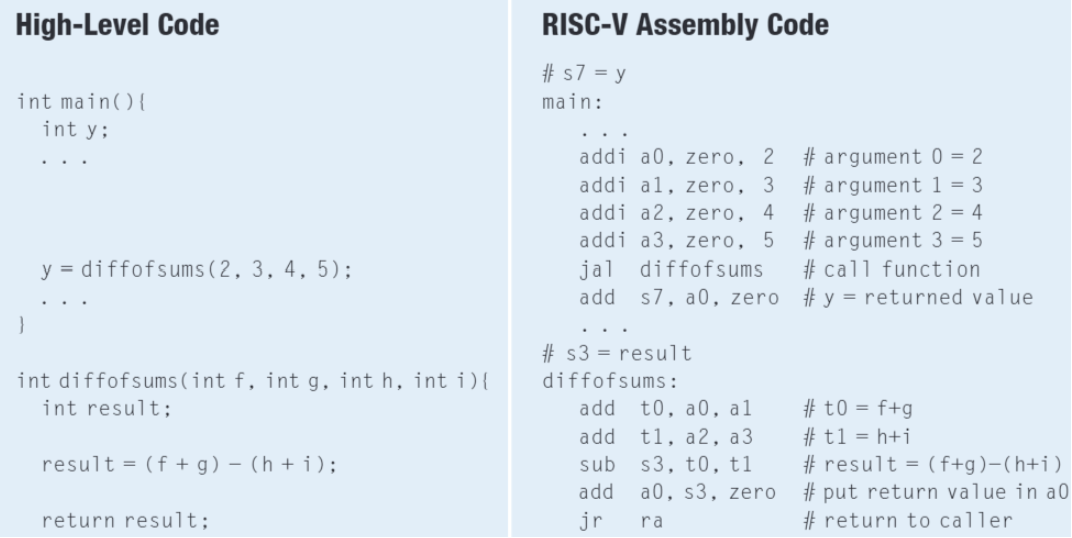 High-Level Code
int main(){
int y;
. . .
y = diffofsums(2, 3, 4, 5);
. . .
}
int diffofsums(int f, int g, int h, int i){
int result;
result = (f + g) − (h + i);
return result;
RISC-V Assembly Code
# s7 = y
main:
. . .
addi a0, zero, 2 # argument 0 = 2
addi a1, zero, 3 # argument 1 = 3
addi a2, zero, 4 # argument 2 = 4
addi a3, zero, 5 # argument 3 = 5
jal diffofsums # call function
add s7, a0, zero # y = returned value
. . .
# s3 = result
diffofsums:
add t0, a0, a1 # t0 = f+g
add t1, a2, a3 # t1 = h+i
sub s3, t0, t1 # result = (f+g)−(h+i)
add a0, s3, zero # put return value in a0
jr ra # return to caller